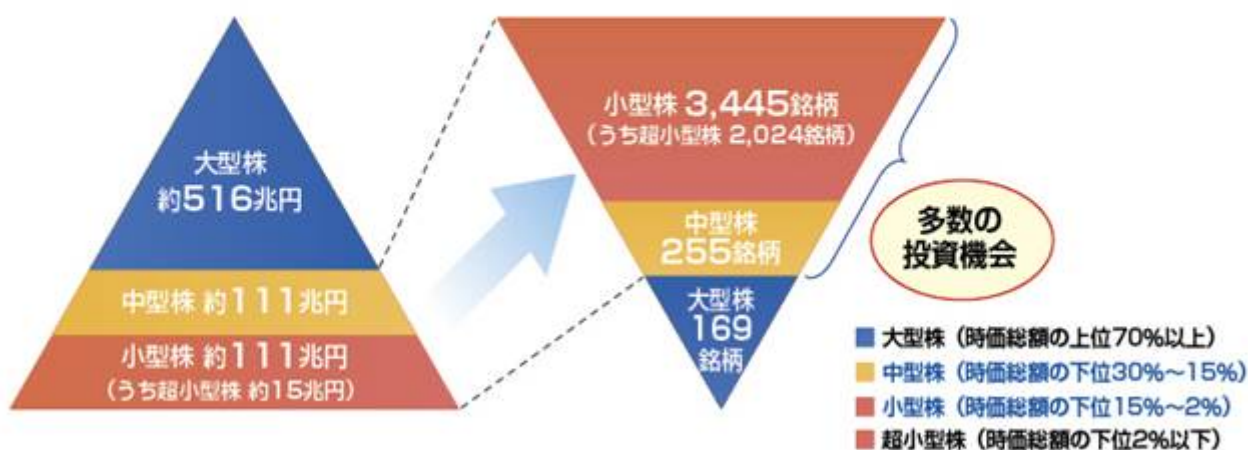 大型株
約516兆円
中型株 約111兆円
小型株 約111兆円
(うち超小型株 約15兆円)
小型株 3,445銘柄
(うち超小型株 2,024銘柄)
中型株
255銘柄
大型株
169
銘柄
多数の
投資機会
大型株(時価総額の上位70%以上)
中型株(時価総額の下位30%～15%)
小型株(時価総額の下位15%～2%)
超小型株(時価総額の下位2%以下)